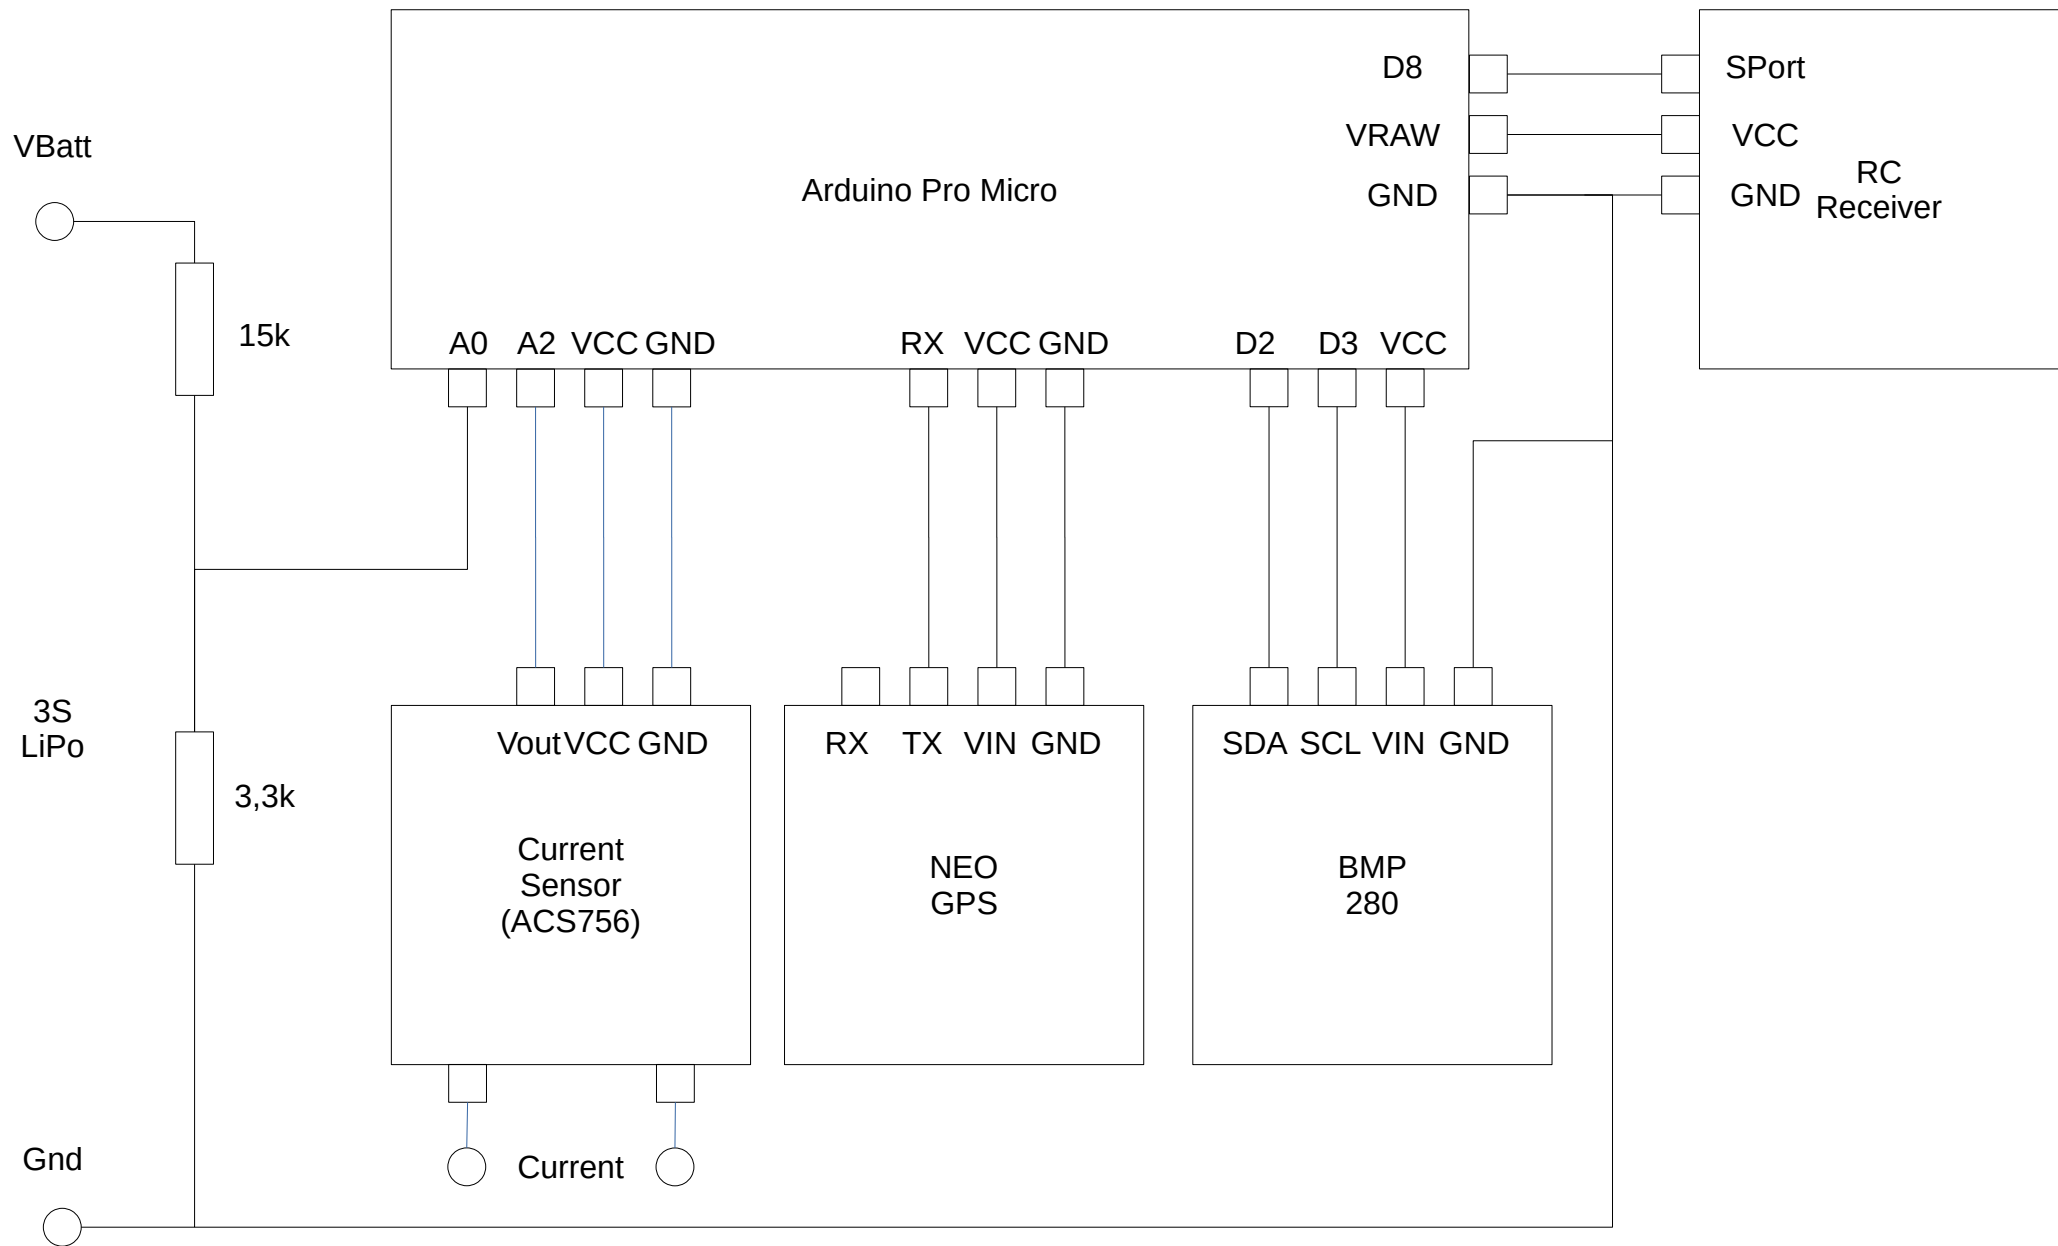 D8
SPort
VRAW
VCC
VBatt
Arduino Pro Micro
GND
GND
RC
Receiver
15k
A0 A2 VCC GND
RX VCC GND
D2 D3 VCC
3S
LiPo
Vout VCC GND
RX TX VIN GND
SDA SCL VIN GND
3,3k
Current
Sensor
(ACS756)
NEO
GPS
BMP
280
Gnd
Current